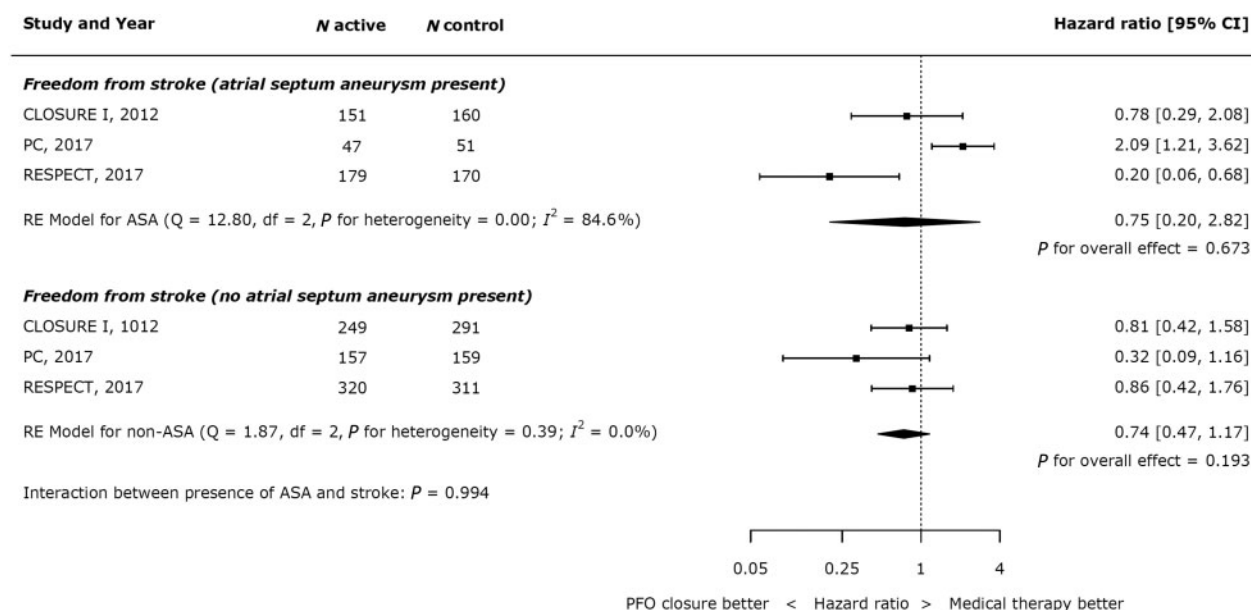 Study and Year N active N control Hazard ratio [95% CI]
Freedom from stroke (atrial septum aneurysm present)
CLOSURE I, 2012 151 160 0.78 [0.29, 2.08]
PC, 2017 47 51 2.09 [1.21, 3.62]
RESPECT, 2017 179 170 0.20 [0.06, 0.68]
RE Model for ASA (Q = 12.80, df = 2, P for heterogeneity = 0.00; I² = 84.6%) 0.75 [0.20, 2.82]
P for overall effect = 0.673
Freedom from stroke (no atrial septum aneurysm present)
CLOSURE I, 1012 249 291 0.81 [0.42, 1.58]
PC, 2017 157 159 0.32 [0.09, 1.16]
RESPECT, 2017 320 311 0.86 [0.42, 1.76]
RE Model for non-ASA (Q = 1.87, df = 2, P for heterogeneity = 0.39; I² = 0.0%) 0.74 [0.47, 1.17]
P for overall effect = 0.193
Interaction between presence of ASA and stroke: P = 0.994
0.05 0.25 1 4
PFO closure better < Hazard ratio > Medical therapy better